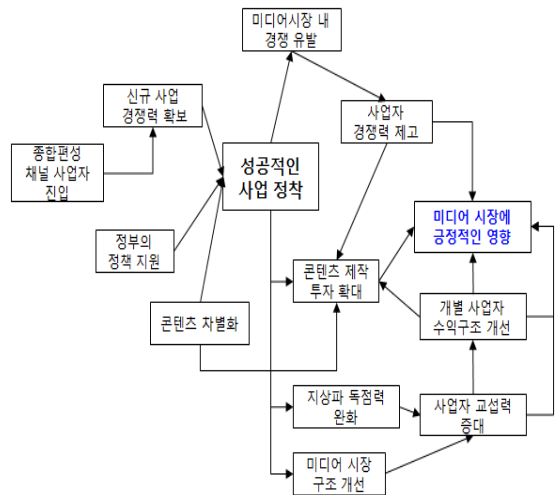 미디어시장 내
경쟁 유발
신규 사업
경쟁력 확보
사업자
경쟁력 제고
종합편성
채널 사업자
진입
성공적인
사업 정착
미디어 시장에
긍정적인 영향
정부의
정책 지원
콘텐츠 제작
투자 확대
콘텐츠 차별화
개별 사업자
수익구조 개선
지상파 독점력
완화
사업자 교섭력
증대
미디어 시장
구조 개선